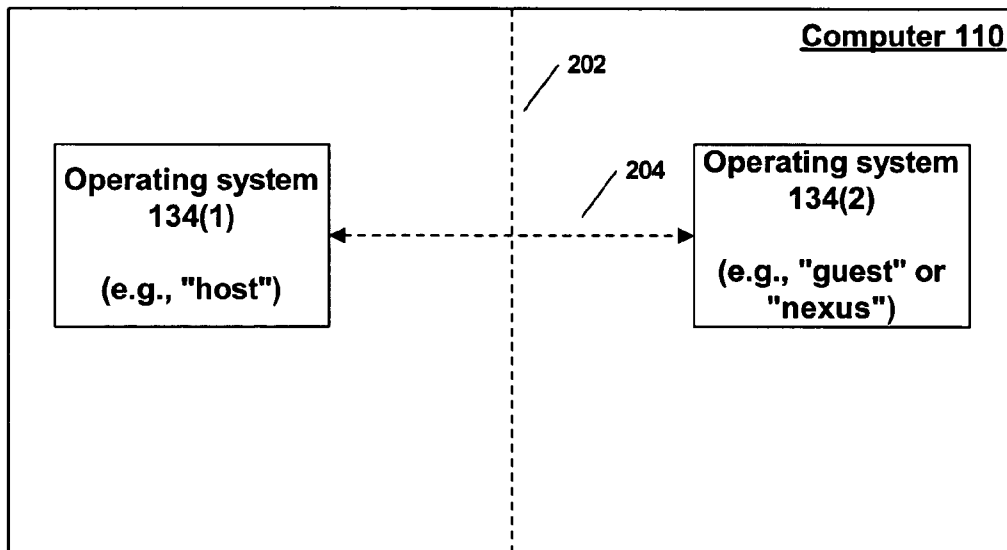 Computer 110
202
204
Operating system
134(1)
(e.g., "host")
Operating system
134(2)
(e.g., "guest" or
"nexus")